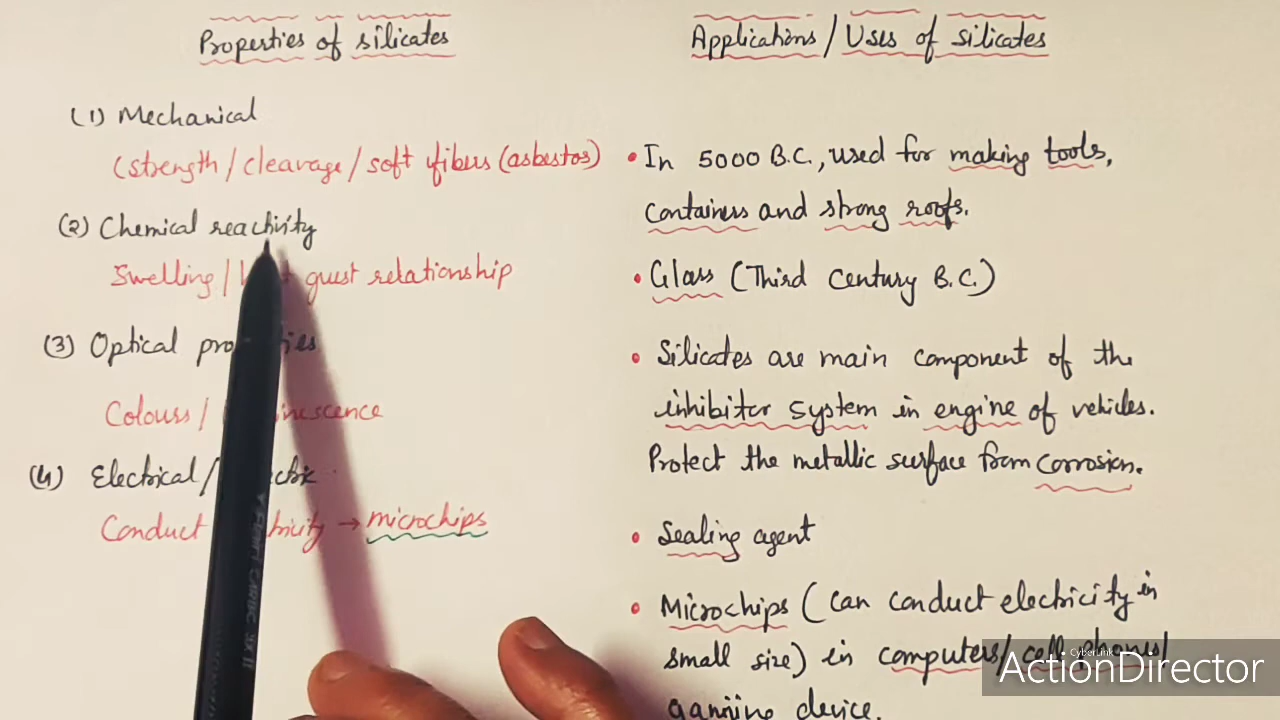 Properties of silicates
(1) Mechanical
(strength / cleavage / soft fibers (asbestos)
(2) Chemical reactivity
Swelling / guest relationship
(3) Optical
Colours /
(4) Electrical /
Conduct → microchips
Applications / Uses of silicates
• In 5000 B.C., used for making tools,
containers and strong roofs.
• Glass (Third Century B.C.)
• Silicates are main component of the
inhibitor system in engine of vehicles.
Protect the metallic surface from corrosion.
• Sealing agent
• Microchips (can conduct electricity in
small size) in computers / cell phones /
gaming device.
CyberLink
ActionDirector